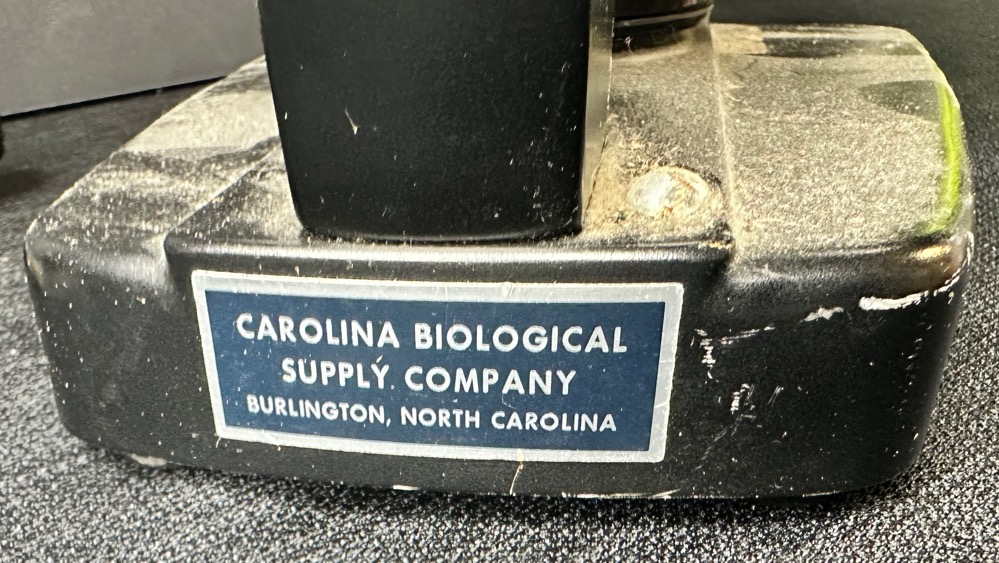 CAROLINA BIOLOGICAL
SUPPLY COMPANY
BURLINGTON, NORTH CAROLINA